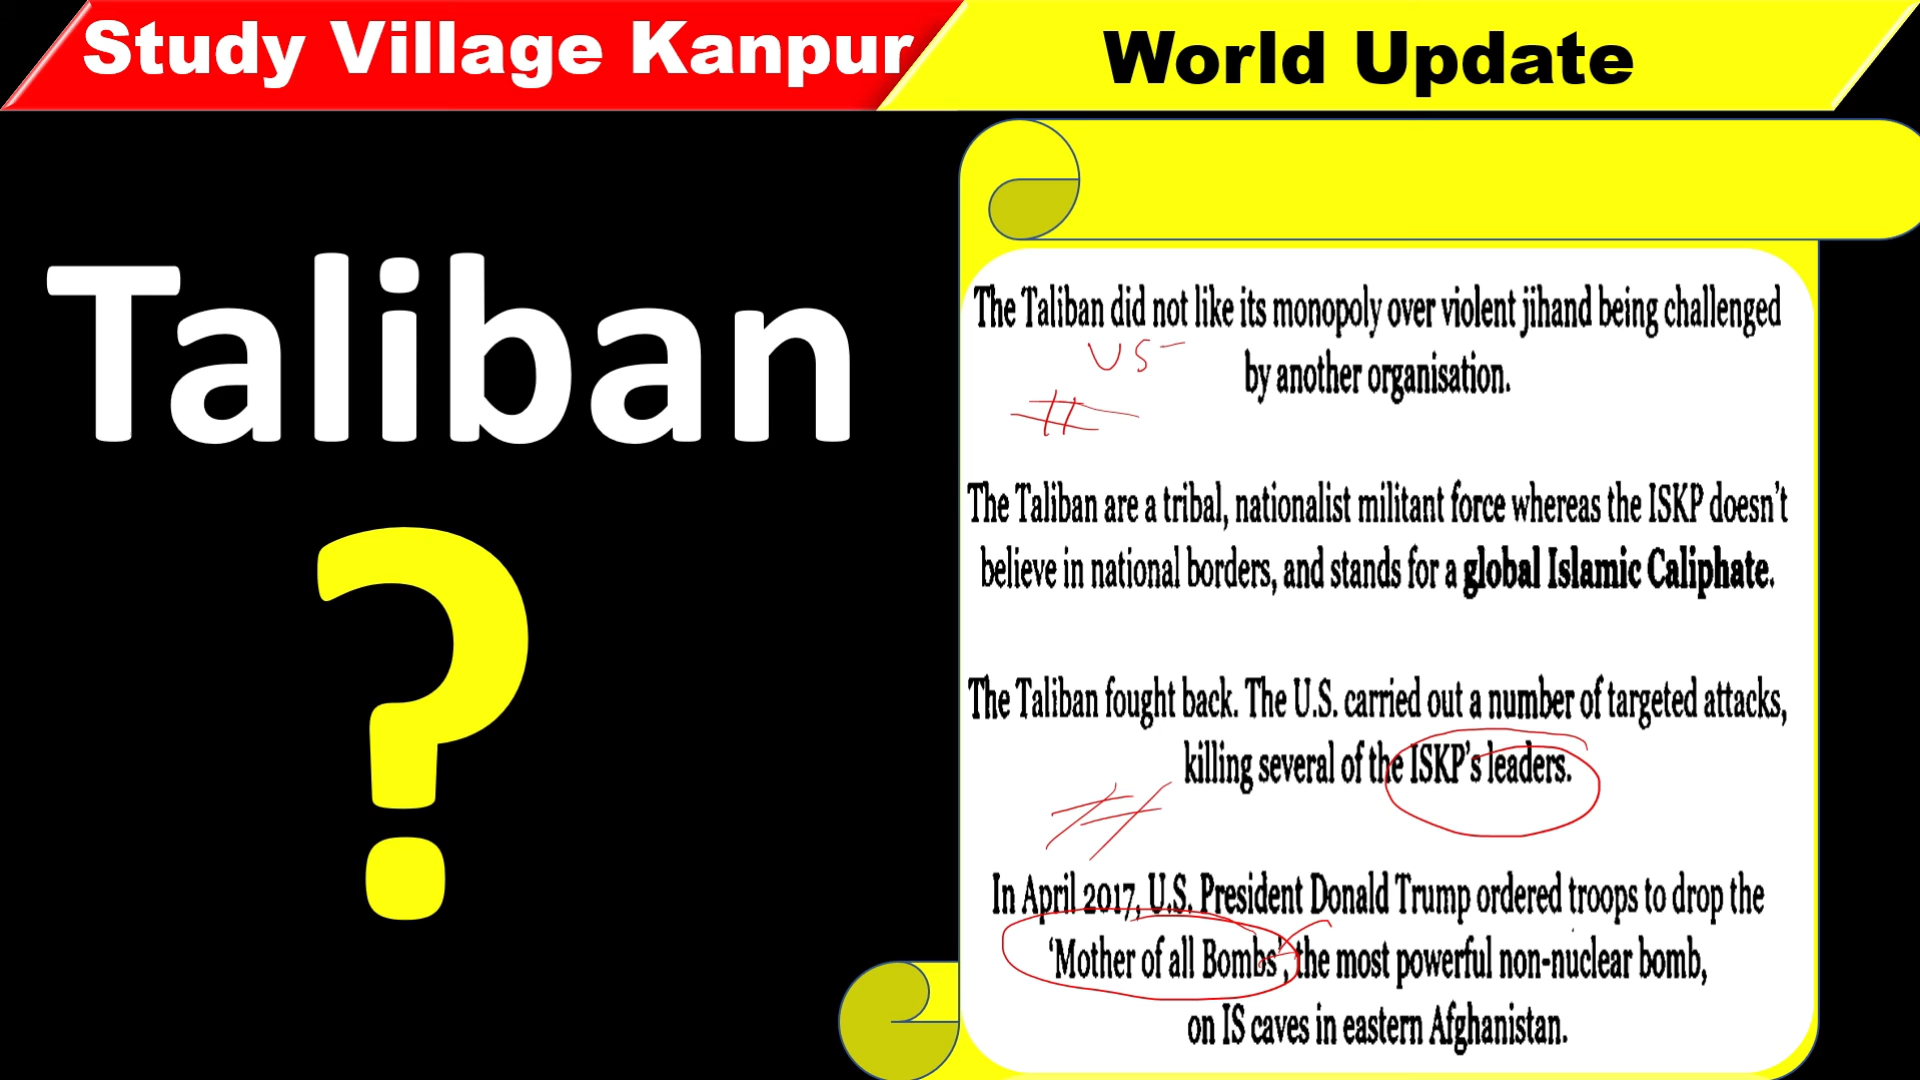 Study Village Kanpur
World Update
Taliban
?
The Taliban did not like its monopoly over violent jihand being challenged
US
by another organisation.
The Taliban are a tribal, nationalist militant force whereas the ISKP doesn't
believe in national borders, and stands for a global Islamic Caliphate.
The Taliban fought back. The U.S. carried out a number of targeted attacks,
killing several of the ISKP's leaders.
In April 2017, U.S. President Donald Trump ordered troops to drop the
'Mother of all Bombs', the most powerful non-nuclear bomb,
on IS caves in eastern Afghanistan.